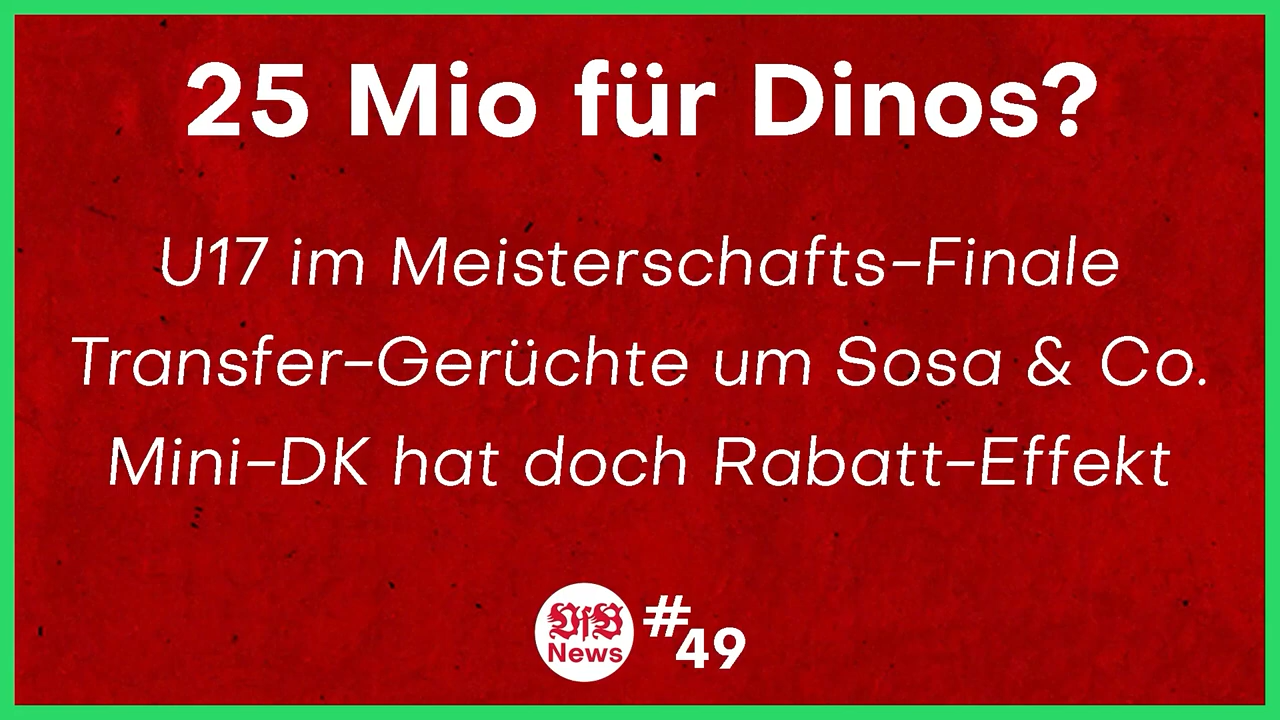 25 Mio für Dinos?
U17 im Meisterschafts-Finale
Transfer-Gerüchte um Sosa & Co.
Mini-DK hat doch Rabatt-Effekt
VfB
News
#49